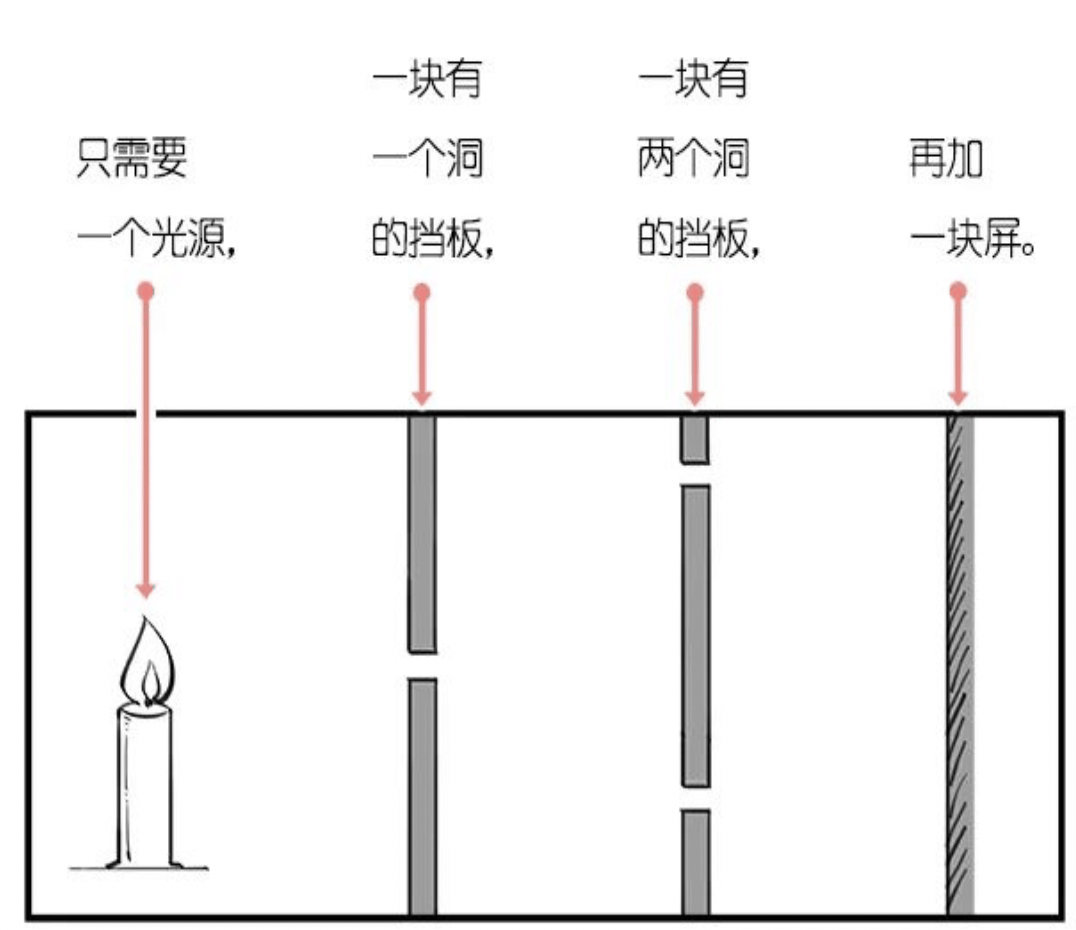 只需要
一个光源，
一块有
一个洞
的挡板，
一块有
两个洞
的挡板，
再加
一块屏。